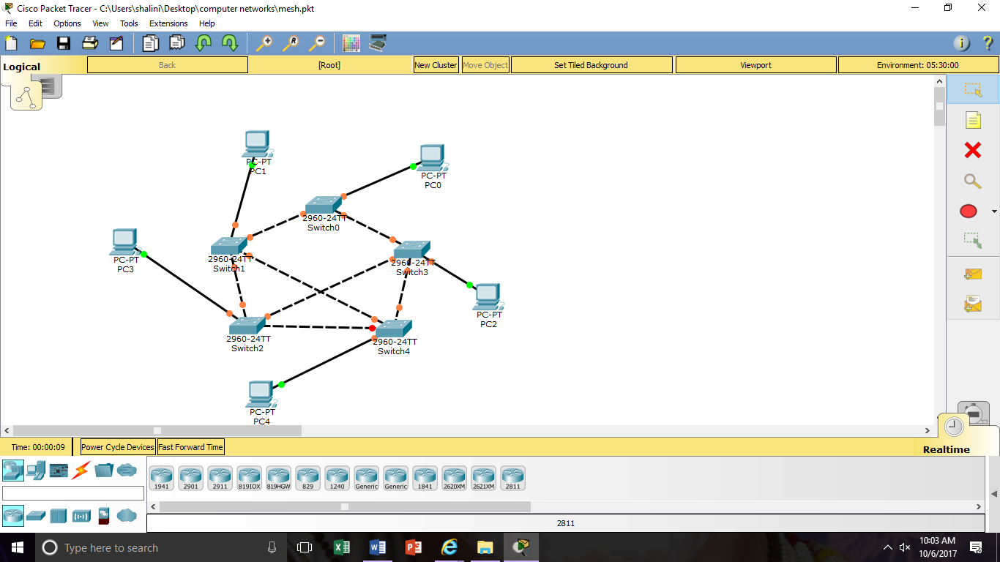 Cisco Packet Tracer - C:\Users\shalini\Desktop\computer networks\mesh.pkt
File Edit Options View Tools Extensions Help
Logical Back [Root] New Cluster Move Object Set Tiled Background Viewport Environment: 05:30:00
PC-PT
PC1
PC-PT
PC0
2960-24TT
Switch0
PC-PT
PC3
2960-24TT
Switch1
2960-24TT
Switch3
PC-PT
PC2
2960-24TT
Switch2
2960-24TT
Switch4
PC-PT
PC4
Time: 00:00:09 Power Cycle Devices Fast Forward Time
Realtime
1941 2901 2911 819IOX 819HGW 829 1240 Generic Generic 1841 2620XM 2621XM 2811
2811
Type here to search
10:03 AM
10/6/2017